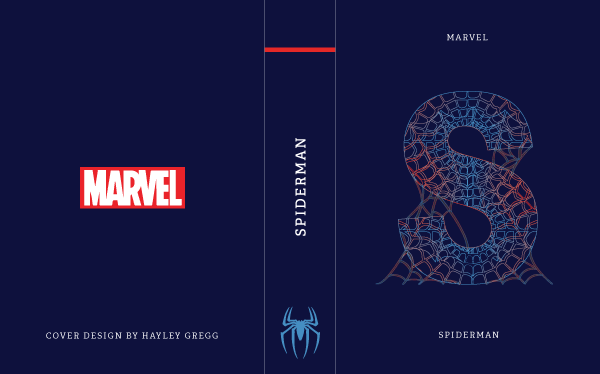 MARVEL
COVER DESIGN BY HAYLEY GREGG
SPIDERMAN
MARVEL
S
SPIDERMAN